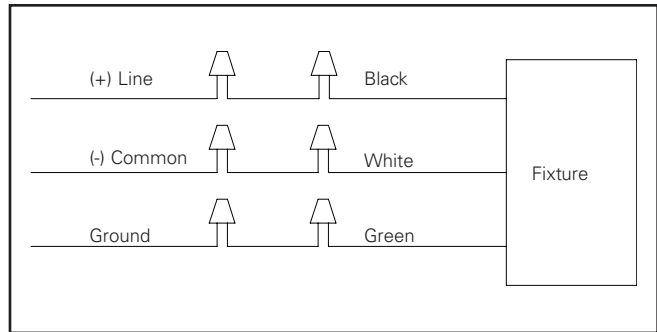 (+) Line Black
(-) Common White
Fixture
Ground Green